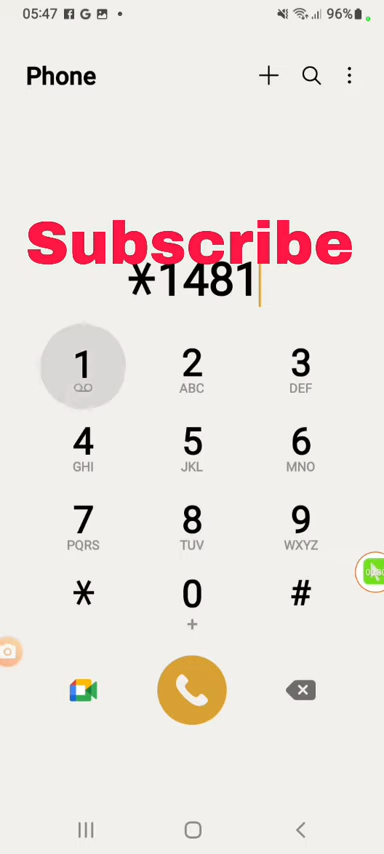 05:47 96%
Phone
Subscribe
*1481
1 2 3
ABC DEF
4 5 6
GHI JKL MNO
7 8 9
PQRS TUV WXYZ
* 0 #
+